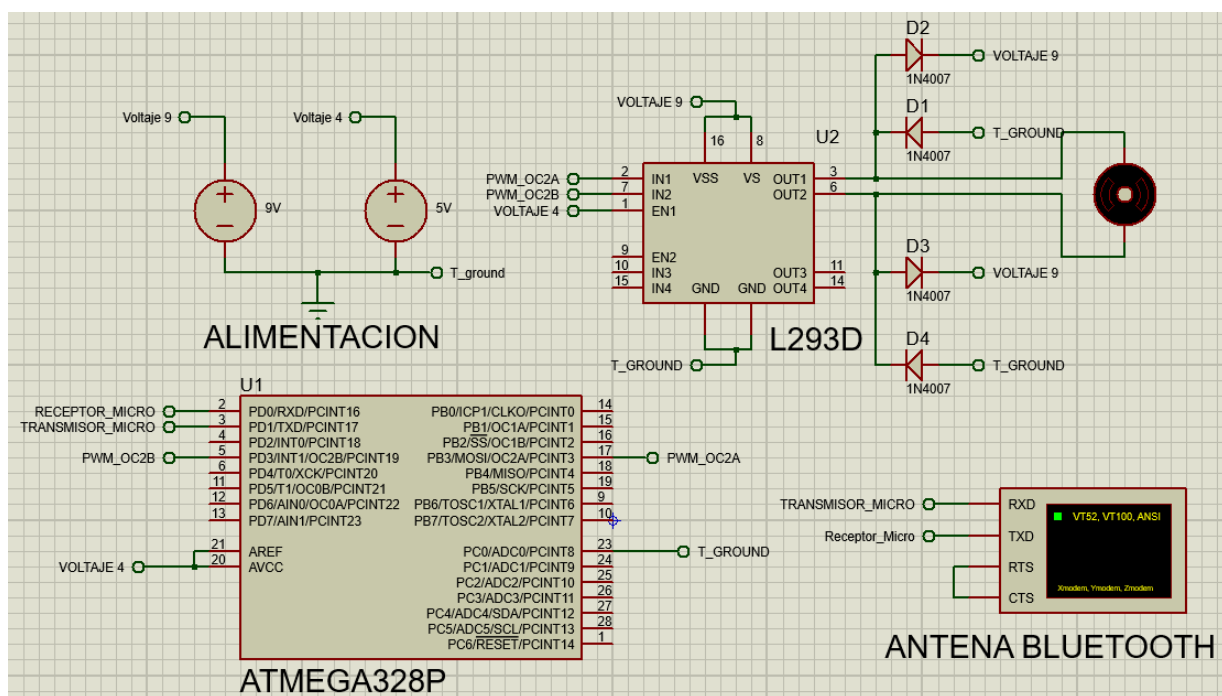 Voltaje 9
9V
Voltaje 4
5V
T_ground
ALIMENTACION
VOLTAJE 9
U2
16
8
VSS
VS
PWM_OC2A
2
IN1
OUT1
3
PWM_OC2B
7
IN2
OUT2
6
VOLTAJE 4
1
EN1
9
EN2
10
IN3
OUT3
11
15
IN4
OUT4
14
GND
GND
T_GROUND
L293D
D2
1N4007
VOLTAJE 9
D1
1N4007
T_GROUND
D3
1N4007
VOLTAJE 9
D4
1N4007
T_GROUND
U1
RECEPTOR_MICRO
2
PD0/RXD/PCINT16
TRANSMISOR_MICRO
3
PD1/TXD/PCINT17
4
PD2/INT0/PCINT18
PWM_OC2B
5
PD3/INT1/OC2B/PCINT19
6
PD4/T0/XCK/PCINT20
11
PD5/T1/OC0B/PCINT21
12
PD6/AIN0/OC0A/PCINT22
13
PD7/AIN1/PCINT23
21
AREF
VOLTAJE 4
20
AVCC
PB0/ICP1/CLKO/PCINT0
14
PB1/OC1A/PCINT1
15
PB2/SS/OC1B/PCINT2
16
PB3/MOSI/OC2A/PCINT3
17
PWM_OC2A
PB4/MISO/PCINT4
18
PB5/SCK/PCINT5
19
PB6/TOSC1/XTAL1/PCINT6
9
PB7/TOSC2/XTAL2/PCINT7
10
PC0/ADC0/PCINT8
23
T_GROUND
PC1/ADC1/PCINT9
24
PC2/ADC2/PCINT10
25
PC3/ADC3/PCINT11
26
PC4/ADC4/SDA/PCINT12
27
PC5/ADC5/SCL/PCINT13
28
PC6/RESET/PCINT14
1
ATMEGA328P
TRANSMISOR_MICRO
RXD
Receptor_Micro
TXD
RTS
CTS
VT52, VT100, ANSI
Xmodem, Ymodem, Zmodem
ANTENA BLUETOOTH